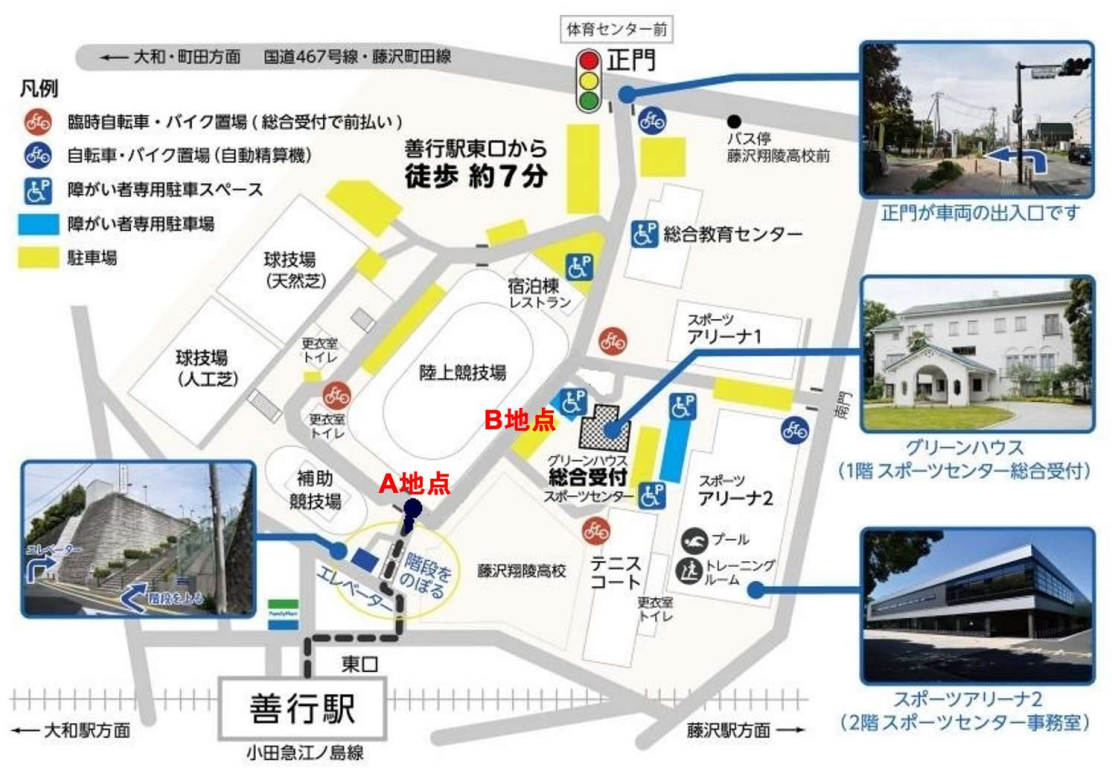 体育センター前
正門
← 大和・町田方面 国道467号線・藤沢町田線
凡例
臨時自転車・バイク置場(総合受付で前払い)
自転車・バイク置場(自動精算機)
障がい者専用駐車スペース
障がい者専用駐車場
駐車場
善行駅東口から
徒歩 約7分
バス停
藤沢翔陵高校前
正門が車両の出入口です
総合教育センター
球技場
(天然芝)
宿泊棟
レストラン
スポーツ
アリーナ1
更衣室
トイレ
球技場
(人工芝)
陸上競技場
更衣室
トイレ
B地点
南門
グリーンハウス
総合受付
スポーツセンター
グリーンハウス
(1階 スポーツセンター総合受付)
補助
競技場
A地点
スポーツ
アリーナ2
プール
トレーニング
ルーム
エレベーター
階段を上る
階段を
のぼる
エレベーター
藤沢翔陵高校
テニス
コート
更衣室
トイレ
FamilyMart
東口
善行駅
小田急江ノ島線
← 大和駅方面
藤沢駅方面 →
スポーツアリーナ2
(2階 スポーツセンター事務室)